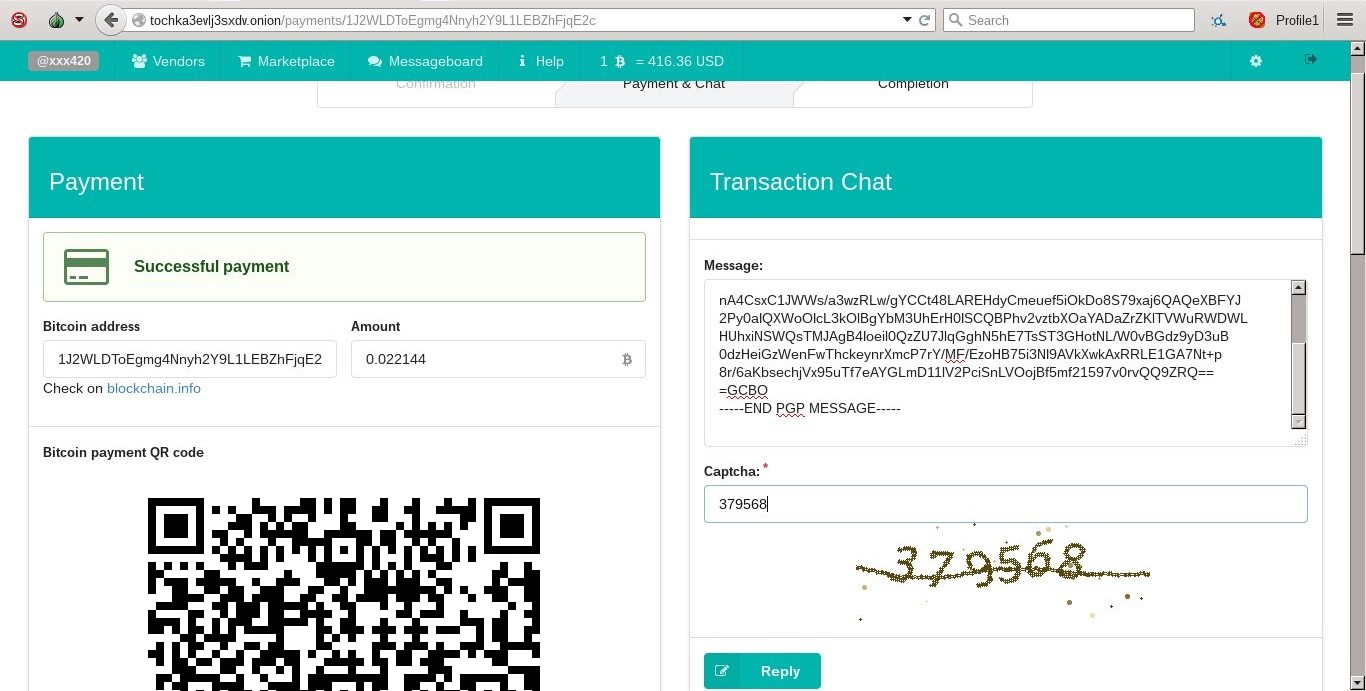 tochka3evlj3sxdv.onion/payments/1J2WLDToEgmg4Nnyh2Y9L1LEBZhFjqE2c
Search
Profile1
@xxx420
Vendors
Marketplace
Messageboard
Help
1 ₿ = 416.36 USD
Confirmation
Payment & Chat
Completion
Payment
Successful payment
Bitcoin address
Amount
1J2WLDToEgmg4Nnyh2Y9L1LEBZhFjqE2
0.022144 ₿
Check on blockchain.info
Bitcoin payment QR code
Transaction Chat
Message:
nA4CsxC1JWWs/a3wzRLw/gYCCt48LAREHdyCmeuef5iOkDo8S79xaj6QAQeXBFYJ
2Py0aIQXWoOlcL3kOlBgYbM3UhErH0lSCQBPhv2vztbXOaYADaZrZKlTVWuRWDWL
HUhxiNSWQsTMJAgB4loeil0QzZU7JlqGghN5hE7TsST3GHotNL/W0vBGdz9yD3uB
0dzHeiGzWenFwThckeynrXmcP7rY/MF/EzoHB75i3Nl9AVkXwkAxRRLE1GA7Nt+p
8r/6aKbsechjVx95uTf7eAYGLmD11lV2PciSnLVOojBf5mf21597v0rvQQ9ZRQ==
=GCBO
-----END PGP MESSAGE-----
Captcha: *
379568
379568
Reply